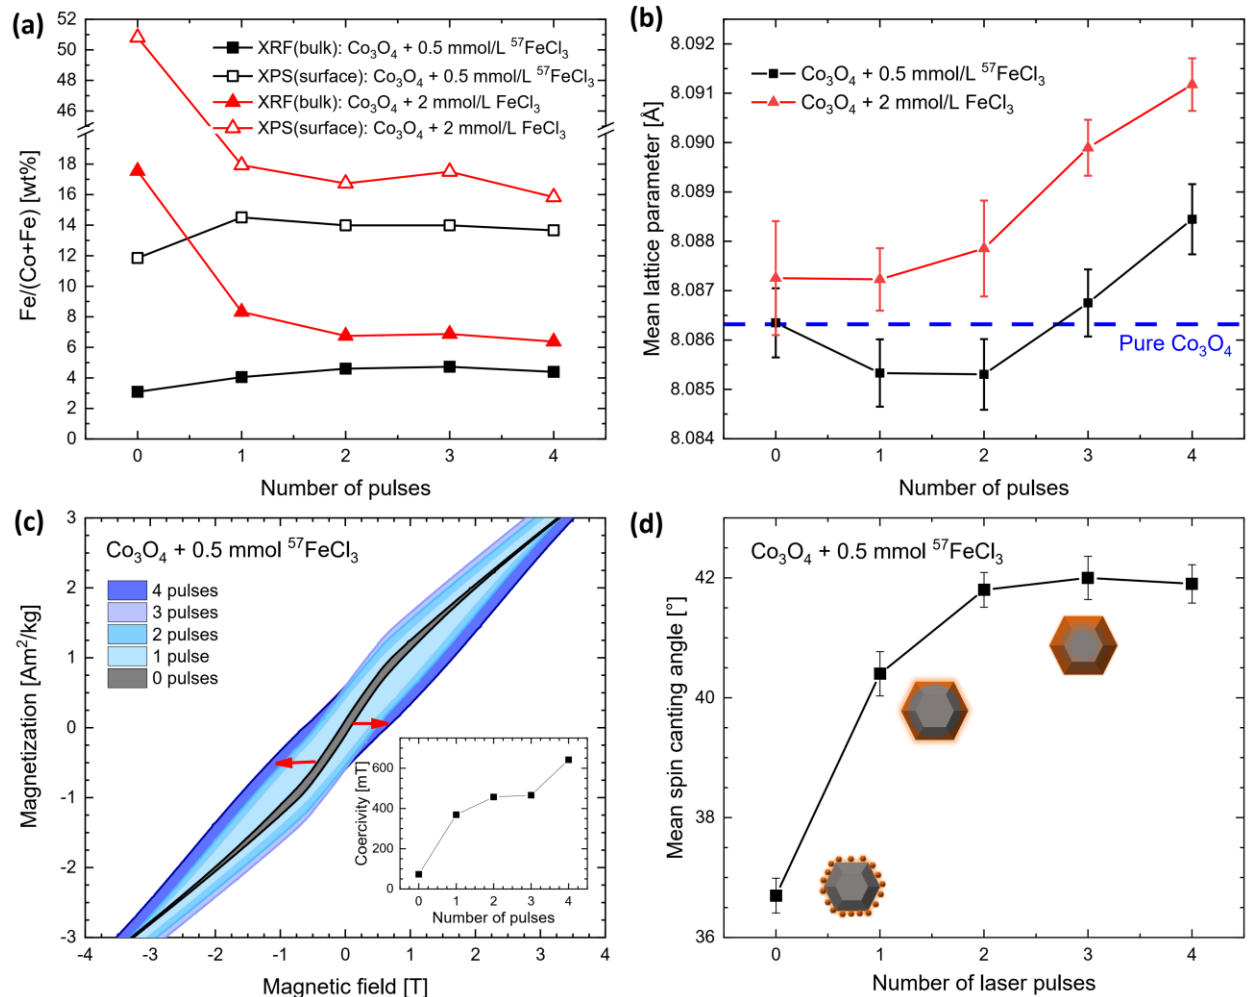 (a)
52
50
48
46
18
16
14
12
10
8
6
4
2
0
Fe/(Co+Fe) [wt%]
XRF(bulk): Co₃O₄ + 0.5 mmol/L ⁵⁷FeCl₃
XPS(surface): Co₃O₄ + 0.5 mmol/L ⁵⁷FeCl₃
XRF(bulk): Co₃O₄ + 2 mmol/L FeCl₃
XPS(surface): Co₃O₄ + 2 mmol/L FeCl₃
0 1 2 3 4
Number of pulses
(b)
8.092
8.091
8.090
8.089
8.088
8.087
8.086
8.085
8.084
Mean lattice parameter [Å]
Co₃O₄ + 0.5 mmol/L ⁵⁷FeCl₃
Co₃O₄ + 2 mmol/L FeCl₃
Pure Co₃O₄
0 1 2 3 4
Number of pulses
(c)
3
2
1
0
-1
-2
-3
Magnetization [Am²/kg]
Co₃O₄ + 0.5 mmol ⁵⁷FeCl₃
4 pulses
3 pulses
2 pulses
1 pulse
0 pulses
600
400
200
0
Coercivity [mT]
0 1 2 3 4
Number of pulses
-4 -3 -2 -1 0 1 2 3 4
Magnetic field [T]
(d)
42
40
38
36
Mean spin canting angle [°]
Co₃O₄ + 0.5 mmol ⁵⁷FeCl₃
0 1 2 3 4
Number of laser pulses